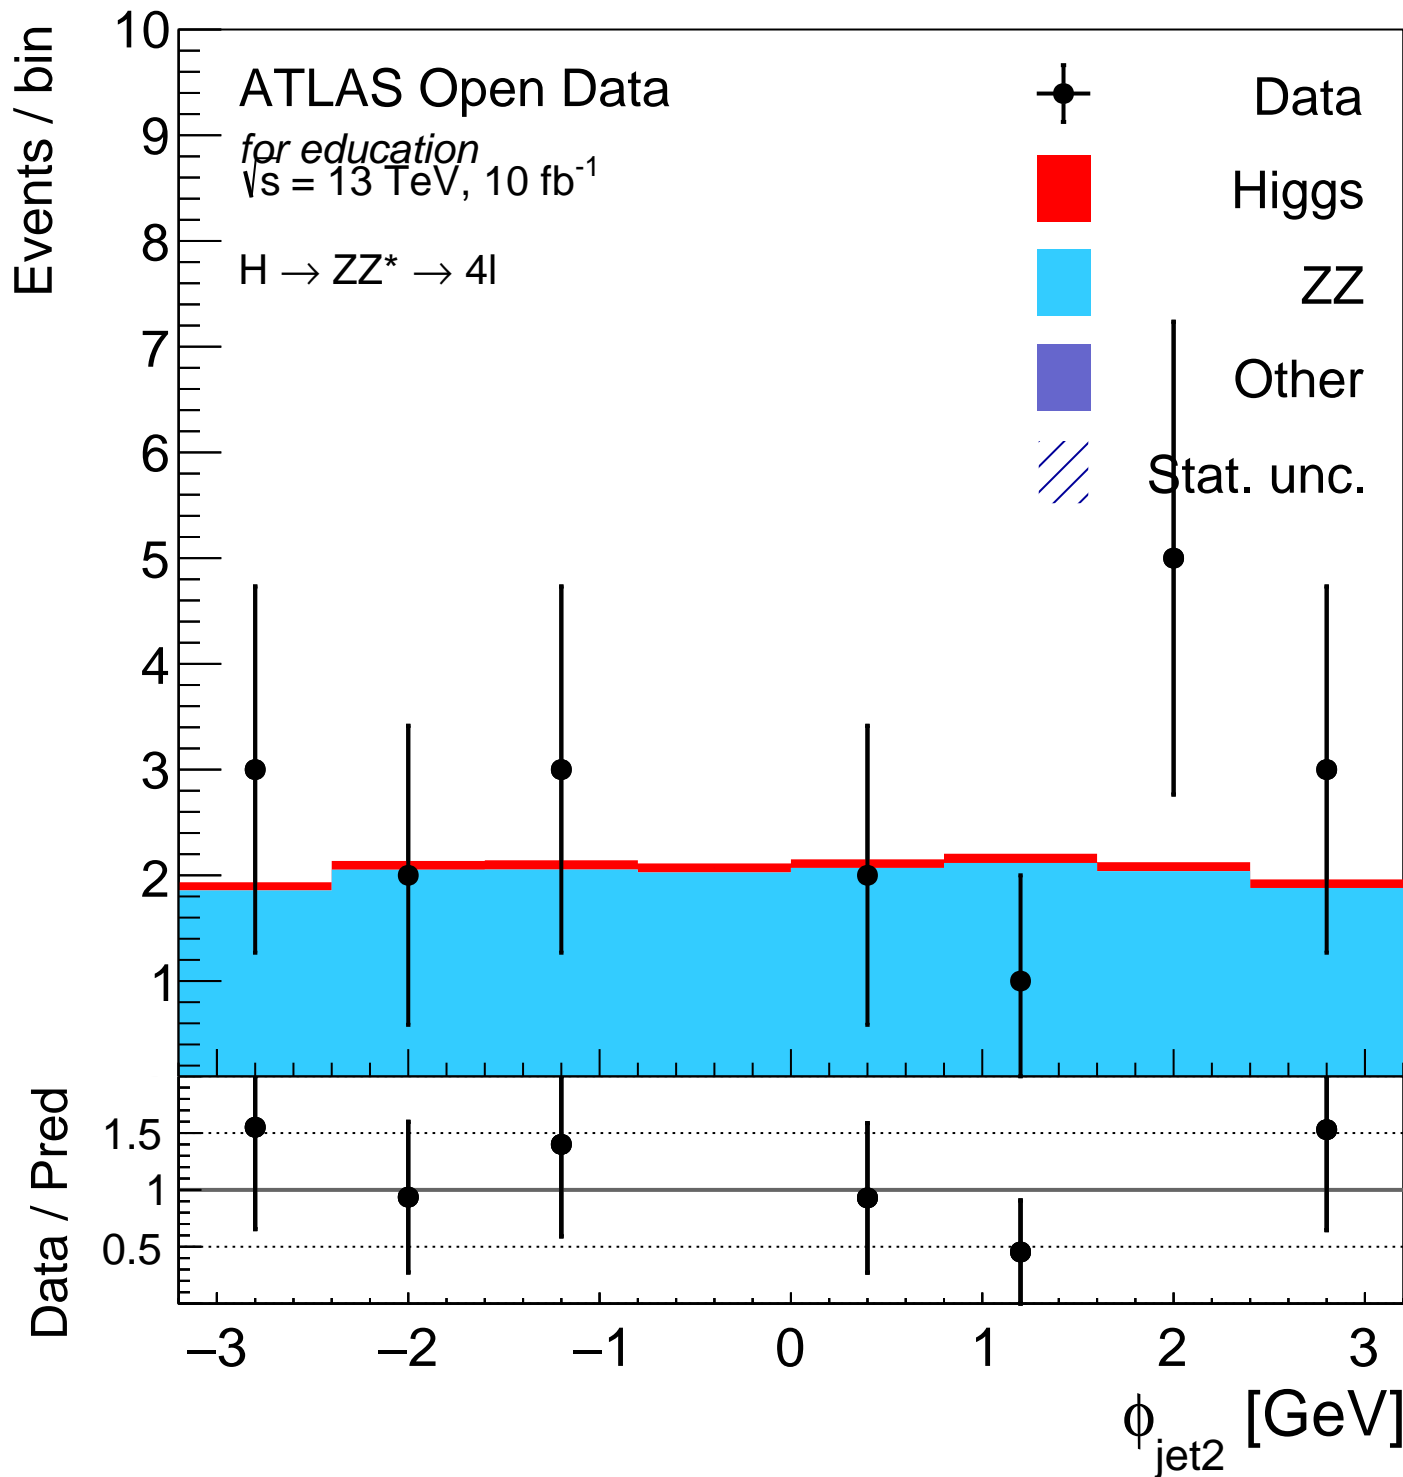 Events / bin
10
9
8
7
6
5
4
3
2
1
ATLAS Open Data
for education
√s = 13 TeV, 10 fb⁻¹
H → ZZ* → 4l
Data
Higgs
ZZ
Other
Stat. unc.
Data / Pred
1.5
1
0.5
−3 −2 −1 0 1 2 3
ϕjet2 [GeV]